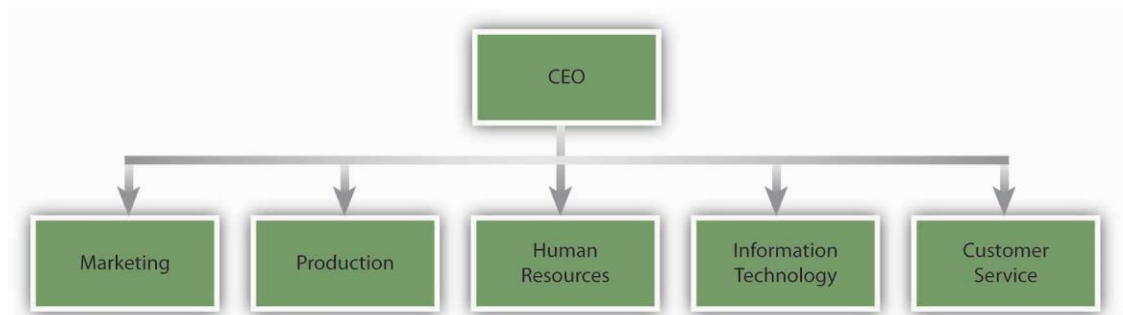 CEO
Marketing
Production
Human
Resources
Information
Technology
Customer
Service